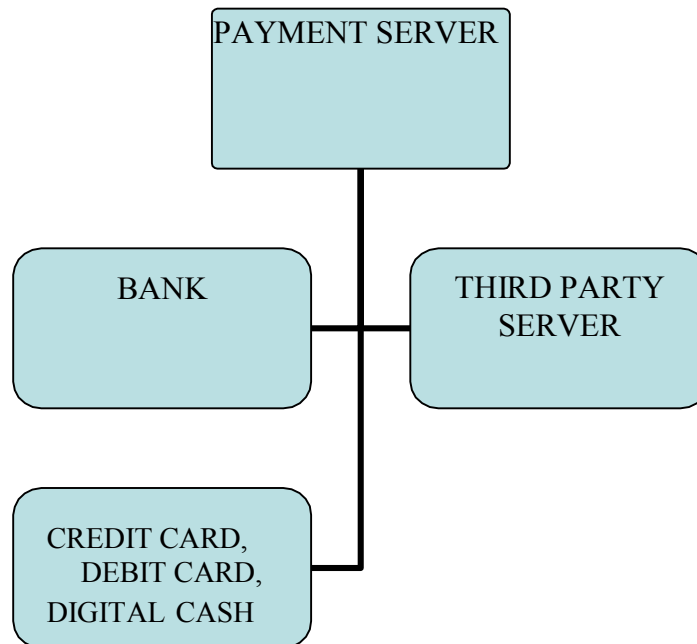 PAYMENT SERVER
BANK
THIRD PARTY
SERVER
CREDIT CARD,
DEBIT CARD,
DIGITAL CASH